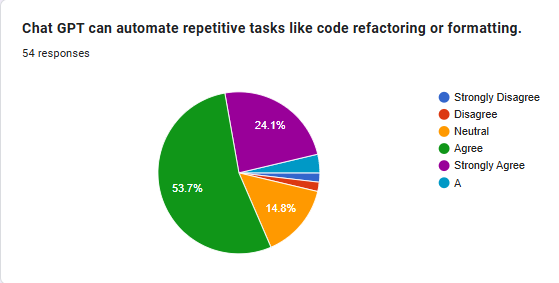 Chat GPT can automate repetitive tasks like code refactoring or formatting.
54 responses
24.1%
53.7%
14.8%
Strongly Disagree
Disagree
Neutral
Agree
Strongly Agree
A